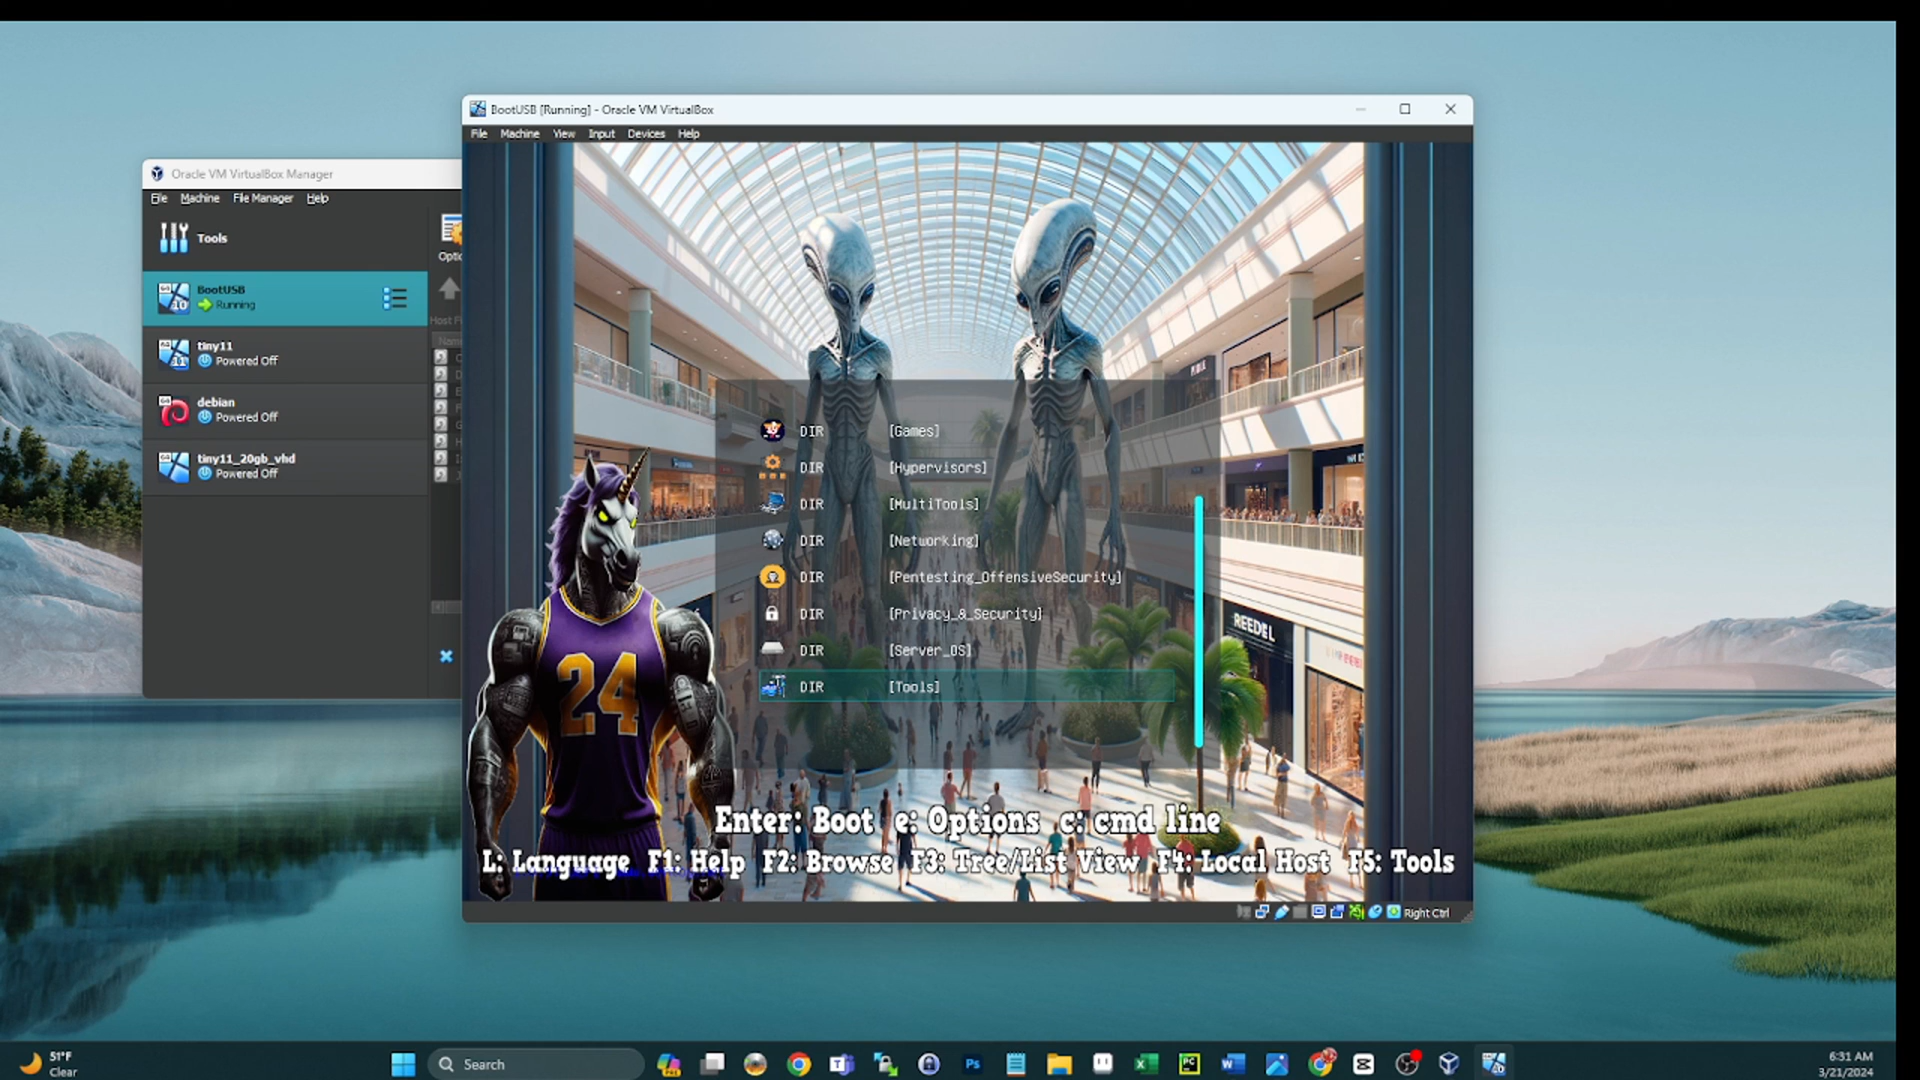 BootUSB [Running] - Oracle VM VirtualBox
File Machine View Input Devices Help
Oracle VM VirtualBox Manager
File Machine File Manager Help
Tools
BootUSB
Running
tiny11
Powered Off
debian
Powered Off
tiny11_20gb_vhd
Powered Off
DIR [Games]
DIR [Hypervisors]
DIR [MultiTools]
DIR [Networking]
DIR [Pentesting_OffensiveSecurity]
DIR [Privacy_&_Security]
DIR [Server_OS]
DIR [Tools]
REEDEL
24
Enter: Boot e: Options c: cmd line
L: Language F1: Help F2: Browse F3: Tree/List View F4: Local Host F5: Tools
Right Ctrl
51°F
Clear
Search
6:31 AM
3/21/2024